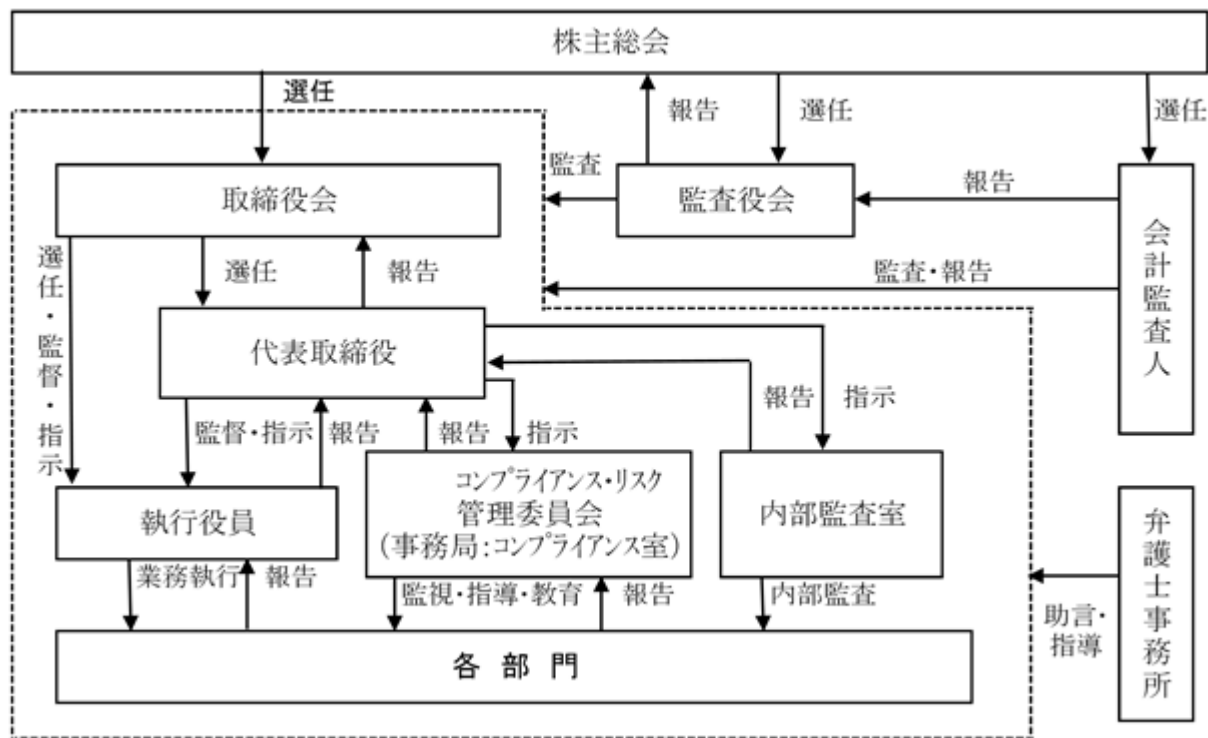 株主総会
選任
報告
選任
選任
取締役会
監査
監査役会
報告
会計監査人
選任・監督・指示
選任
報告
監査・報告
代表取締役
監督・指示
報告
報告
指示
報告
指示
執行役員
コンプライアンス・リスク
管理委員会
(事務局:コンプライアンス室)
内部監査室
弁護士事務所
業務執行
報告
監視・指導・教育
報告
内部監査
助言・
指導
各部門